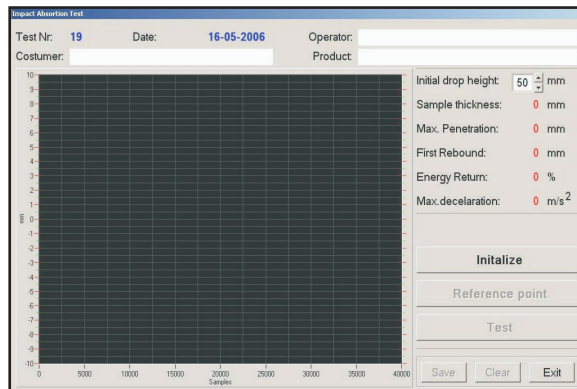 Impact Absortion Test
Test Nr: 19 Date: 16-05-2006 Operator:
Costumer: Product:
Initial drop height: 50 mm
Sample thickness: 0 mm
Max. Penetration: 0 mm
First Rebound: 0 mm
Energy Return: 0 %
Max.decelaration: 0 m/s²
Initalize
Reference point
Test
Save Clear Exit
10
9
8
7
6
5
4
3
2
1
0
-1
-2
-3
-4
-5
-6
-7
-8
-9
-10
mm
0 5000 10000 15000 20000 25000 30000 35000 40000
Samples